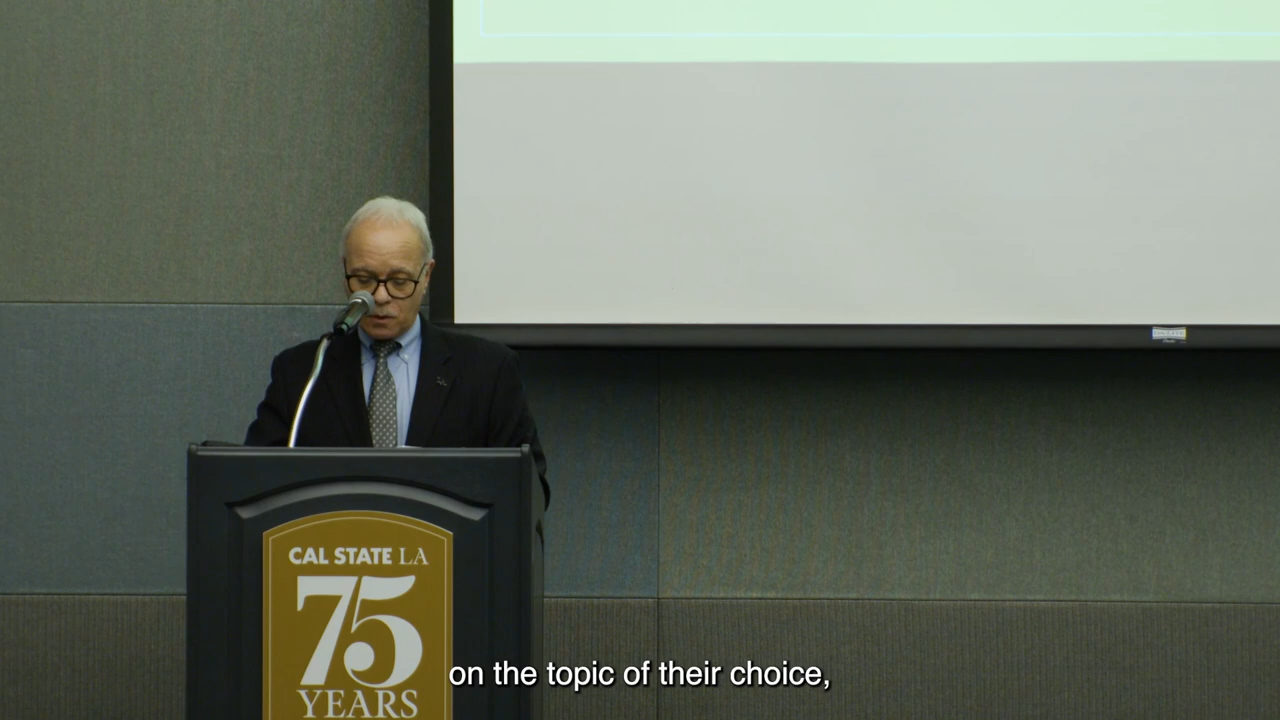 CAL STATE LA
75
YEARS
on the topic of their choice,